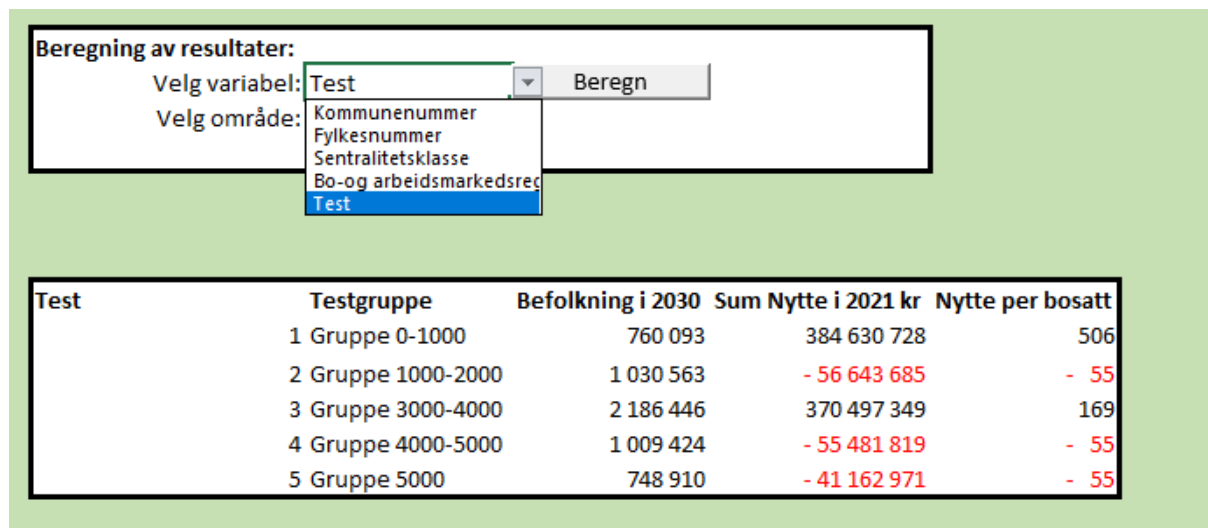 Beregning av resultater:
Velg variabel: Test Beregn
Velg område: Kommunenummer
Fylkesnummer
Sentralitetsklasse
Bo-og arbeidsmarkedsreg
Test
Test Testgruppe Befolkning i 2030 Sum Nytte i 2021 kr Nytte per bosatt
1 Gruppe 0-1000 760 093 384 630 728 506
2 Gruppe 1000-2000 1 030 563 - 56 643 685 - 55
3 Gruppe 3000-4000 2 186 446 370 497 349 169
4 Gruppe 4000-5000 1 009 424 - 55 481 819 - 55
5 Gruppe 5000 748 910 - 41 162 971 - 55